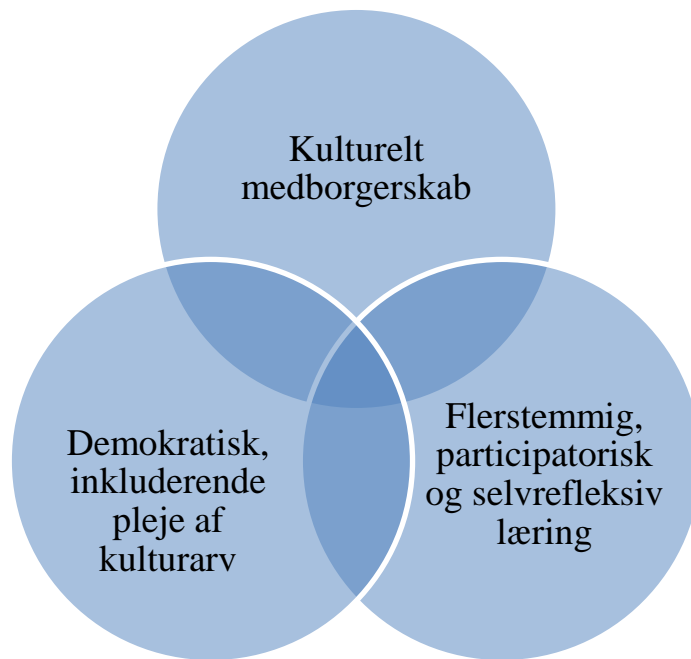 Kulturelt
medborgerskab
Demokratisk,
inkluderende
pleje af
kulturarv
Flerstemmig,
participatorisk
og selvrefleksiv
læring